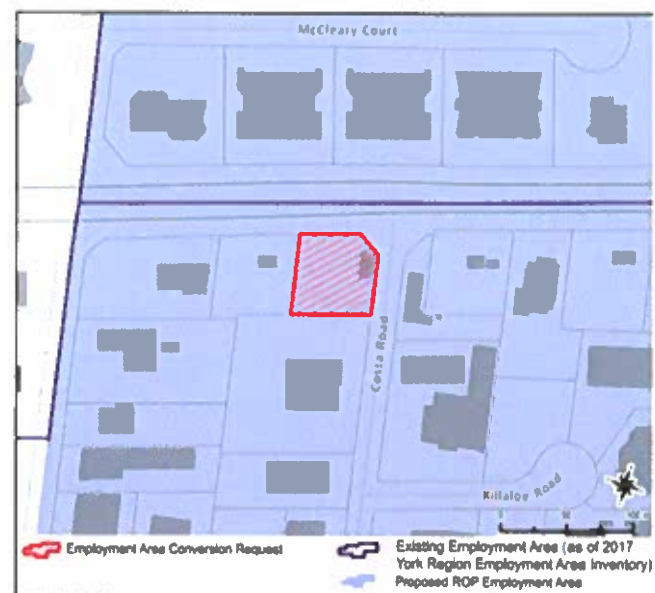 McCleary Court
Costa Road
Killaloe Road
Employment Area Conversion Request
Existing Employment Area (as of 2017
York Region Employment Area Inventory)
Proposed ROP Employment Area